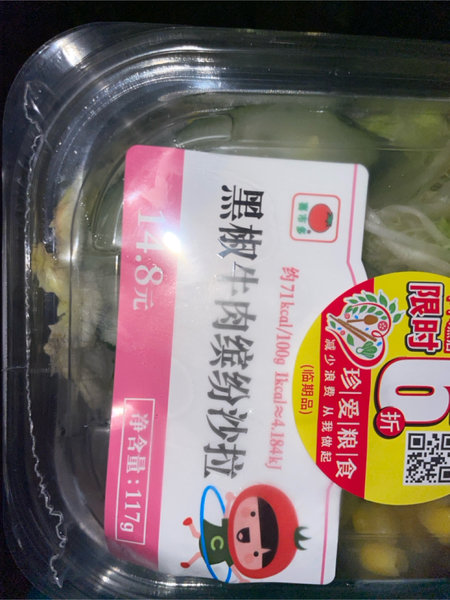 喜市多
黑椒牛肉缤纷沙拉
约71kcal/100g 1kcal≈4.184kJ
14.8元
净含量:117g
C
限时
6折
(临期品)
珍爱粮食
减少浪费 从我做起